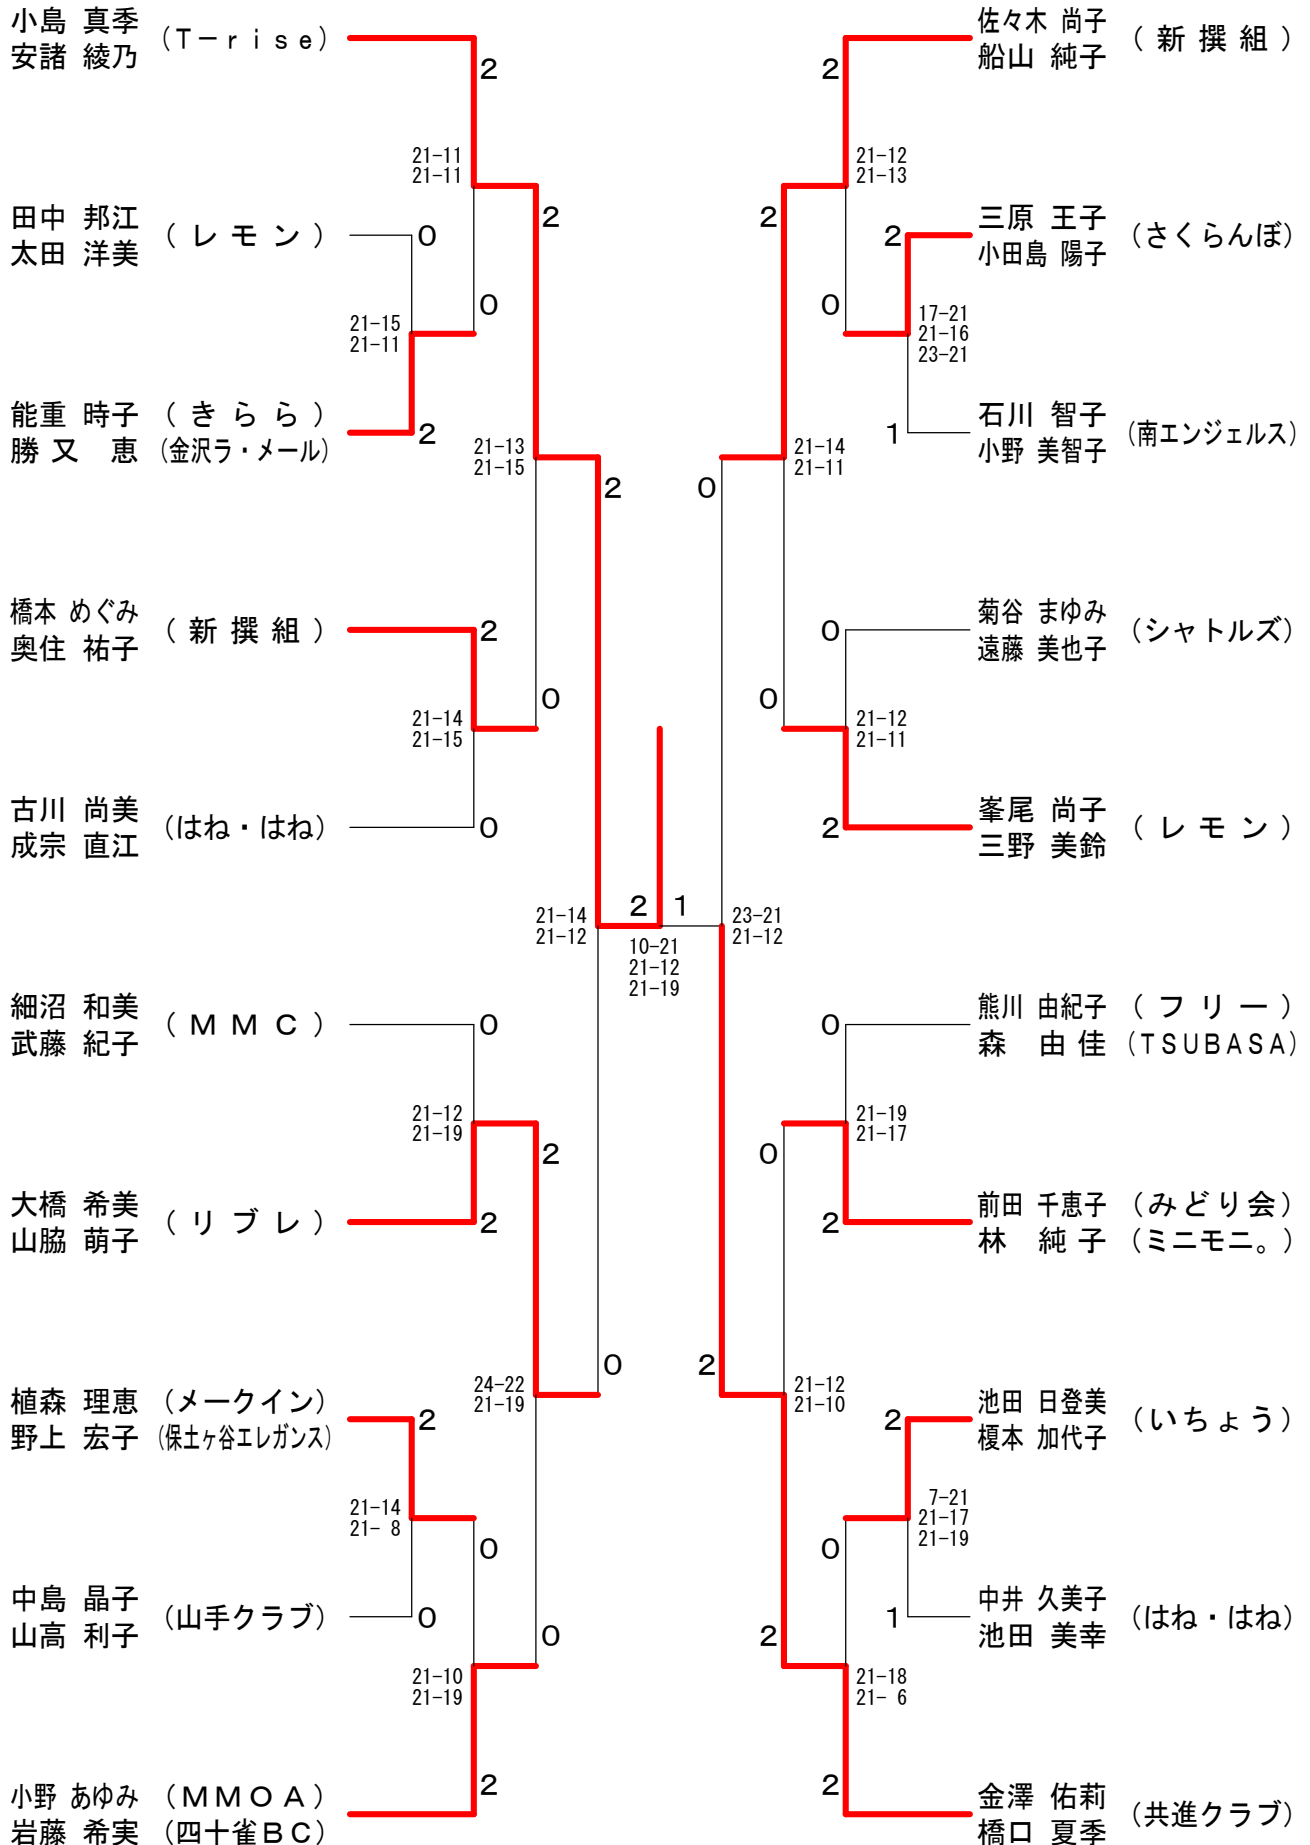 小島 真季 (T－rise)
安諸 綾乃
2
21-11
21-11
田中 邦江 (レモン)
太田 洋美
0
2
0
21-15
21-11
能重 時子 (きらら)
勝又 恵 (金沢ラ・メール)
2
21-13
21-15
2
橋本 めぐみ (新撰組)
奥住 祐子
2
0
21-14
21-15
古川 尚美 (はね・はね)
成宗 直江
0
21-14
21-12
2
1
10-21
21-12
21-19
細沼 和美 (MMC)
武藤 紀子
0
21-12
21-19
2
大橋 希美 (リブレ)
山脇 萌子
2
0
24-22
21-19
植森 理恵 (メークイン)
野上 宏子 (保土ヶ谷エレガンス)
2
21-14
21- 8
0
中島 晶子 (山手クラブ)
山高 利子
0
0
21-10
21-19
小野 あゆみ (MMOA)
岩藤 希実 (四十雀BC)
2
佐々木 尚子 (新撰組)
船山 純子
2
21-12
21-13
三原 王子 (さくらんぼ)
小田島 陽子
2
2
0
17-21
21-16
23-21
石川 智子 (南エンジェルス)
小野 美智子
1
21-14
21-11
0
菊谷 まゆみ (シャトルズ)
遠藤 美也子
0
0
21-12
21-11
峯尾 尚子 (レモン)
三野 美鈴
2
23-21
21-12
熊川 由紀子 (フリー)
森 由佳 (TSUBASA)
0
21-19
21-17
0
前田 千恵子 (みどり会)
林 純子 (ミニモニ。)
2
2
21-12
21-10
池田 日登美 (いちょう)
榎本 加代子
2
7-21
21-17
21-19
0
中井 久美子 (はね・はね)
池田 美幸
1
2
21-18
21- 6
金澤 佑莉 (共進クラブ)
橋口 夏季
2